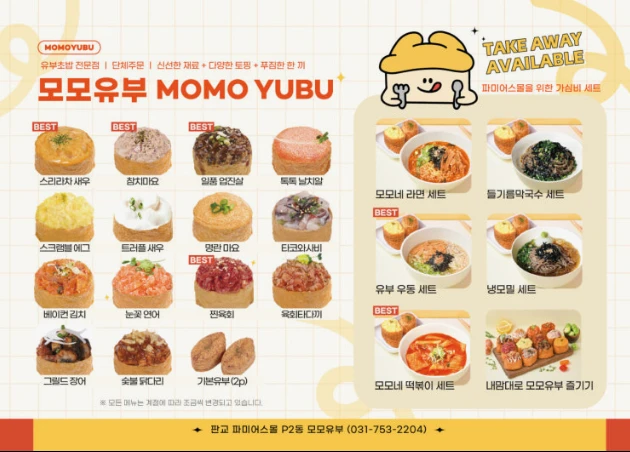 MOMOYUBU
유부초밥 전문점 | 단체주문 | 신선한 재료 + 다양한 토핑 + 푸짐한 한 끼
모모유부 MOMO YUBU
TAKE AWAY
AVAILABLE
파미어스몰을 위한 가심비 세트
BEST
BEST
BEST
스리라차 새우
참치마요
일품 업진살
톡톡 날치알
스크램블 에그
트러플 새우
명란 마요
타코와사비
BEST
베이컨 김치
눈꽃 연어
찐육회
육회타다끼
그릴드 장어
숯불 닭다리
기본유부 (2p)
※ 모든 메뉴는 계절에 따라 조금씩 변경되고 있습니다.
모모네 라면 세트
들기름막국수 세트
BEST
유부 우동 세트
냉모밀 세트
BEST
모모네 떡볶이 세트
내맘대로 모모유부 즐기기
판교 파미어스몰 P2동 모모유부 (031-753-2204)